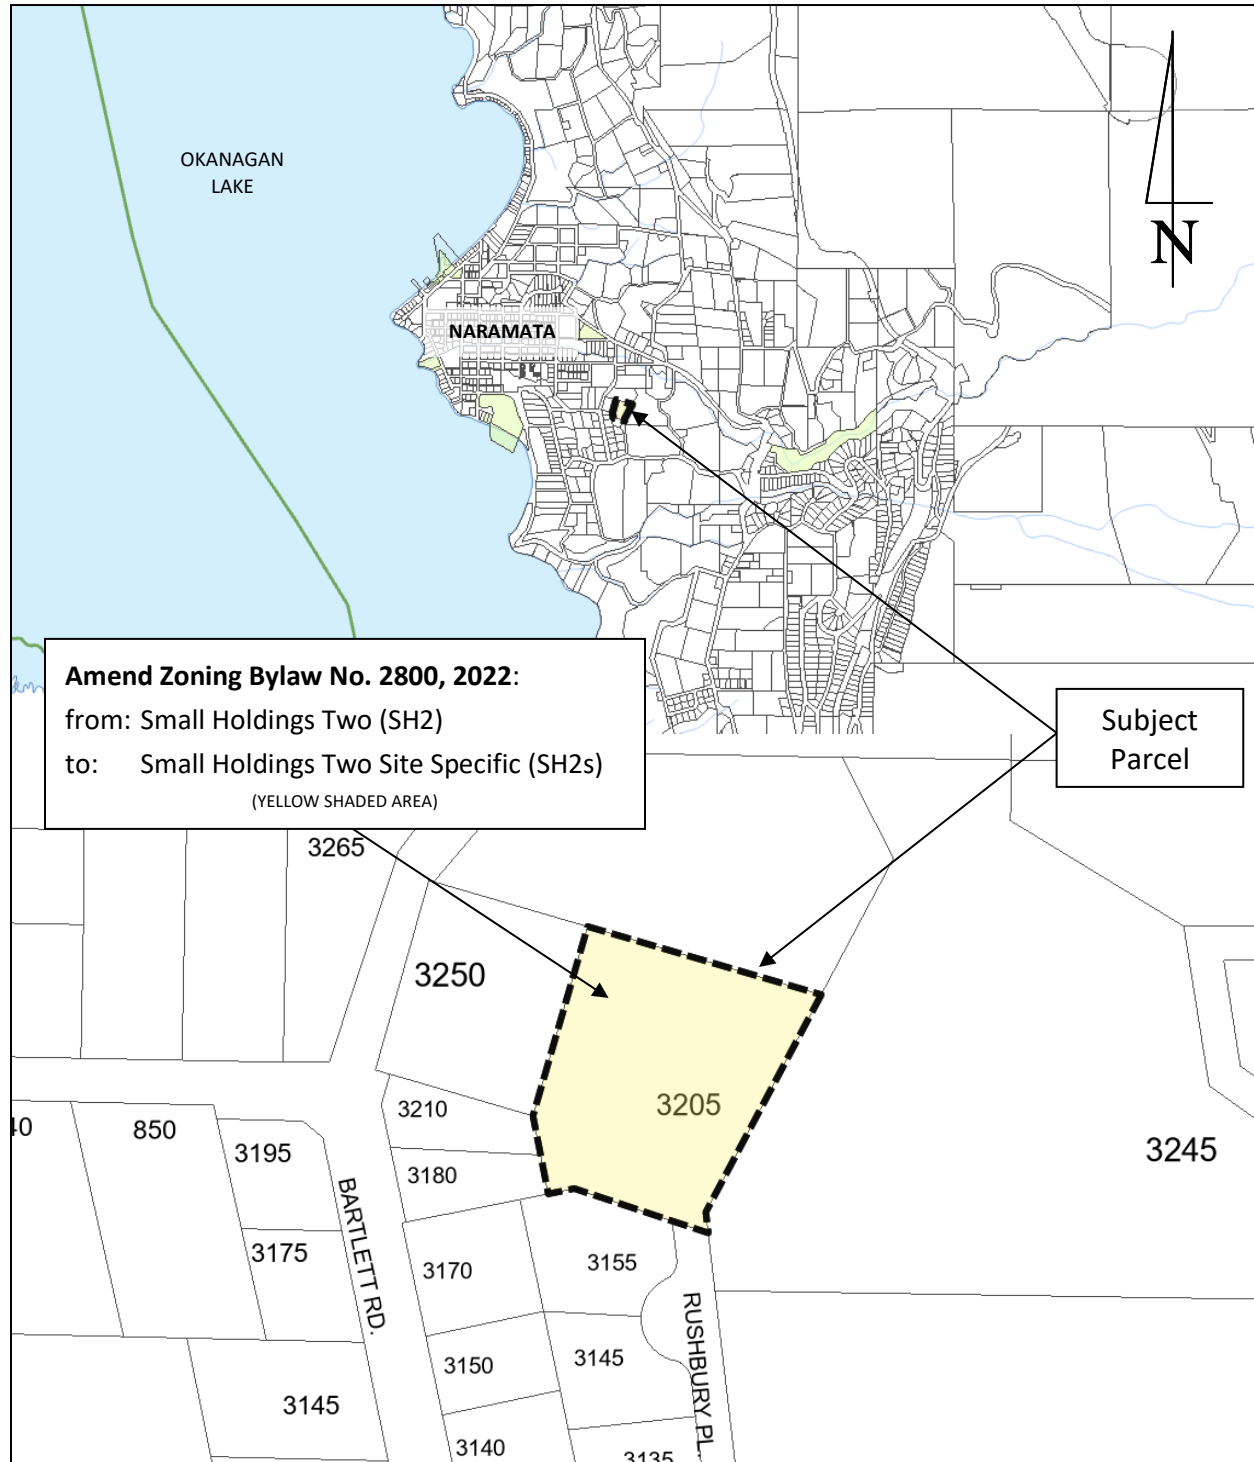 OKANAGAN
LAKE
N
NARAMATA
Amend Zoning Bylaw No. 2800, 2022:
from: Small Holdings Two (SH2)
to: Small Holdings Two Site Specific (SH2s)
(YELLOW SHADED AREA)
Subject
Parcel
3265
3250
3205
3210
40
850
3195
3245
3180
BARTLETT RD.
3175
3170
3155
RUSHBURY PL.
3150
3145
3145
3140
3135